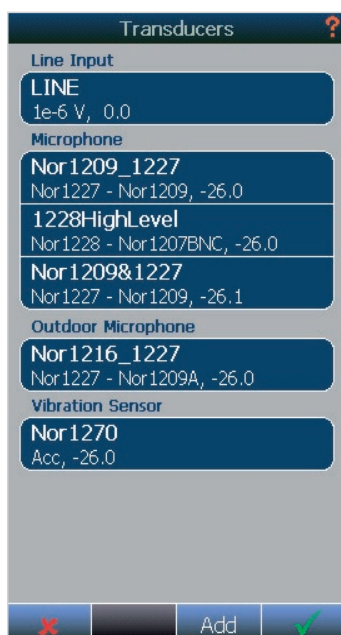 Transducers ?
Line Input
LINE
1e-6 V, 0.0
Microphone
Nor1209_1227
Nor1227 - Nor1209, -26.0
1228HighLevel
Nor1228 - Nor1207BNC, -26.0
Nor1209&1227
Nor1227 - Nor1209, -26.1
Outdoor Microphone
Nor1216_1227
Nor1227 - Nor1209A, -26.0
Vibration Sensor
Nor1270
Acc, -26.0
Add